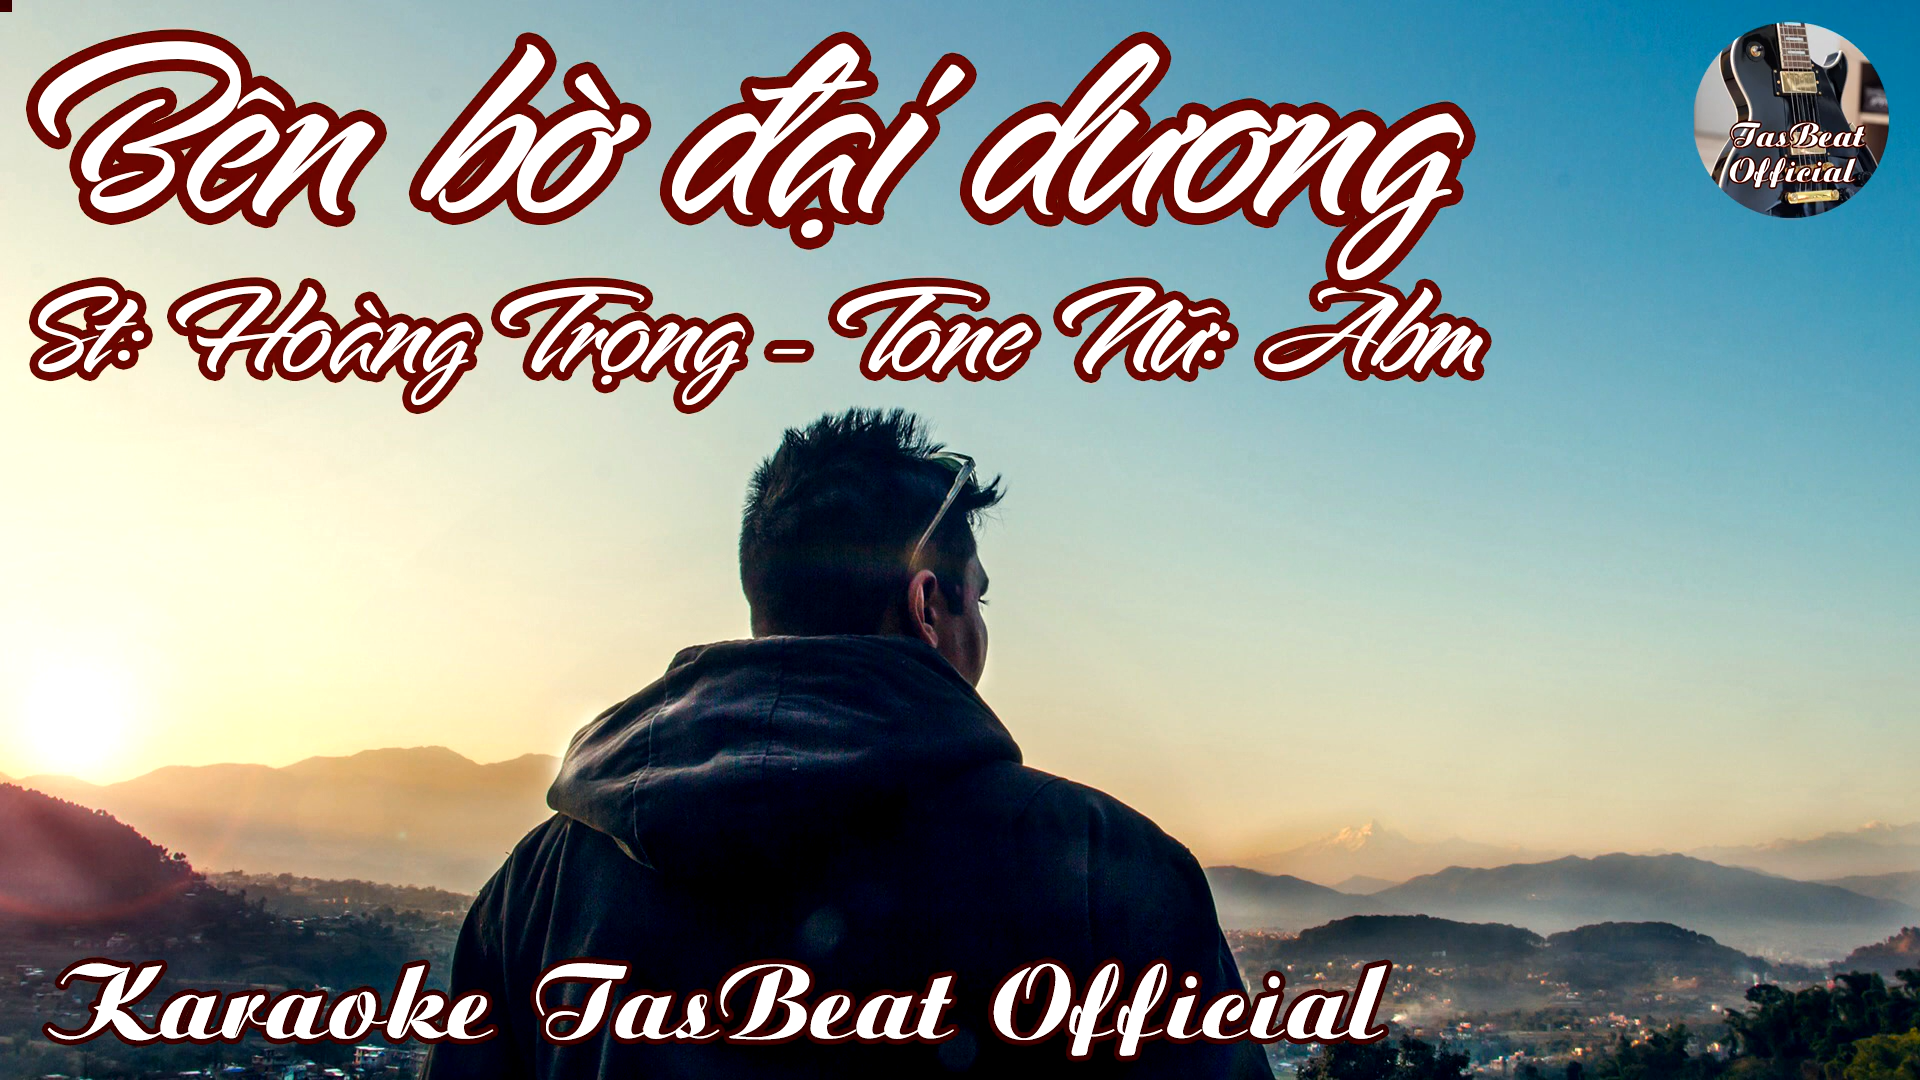 Bên bờ đại dương
TasBeat
Official
St: Hoàng Trọng - Tone Nữ: Abm
Karaoke TasBeat Official